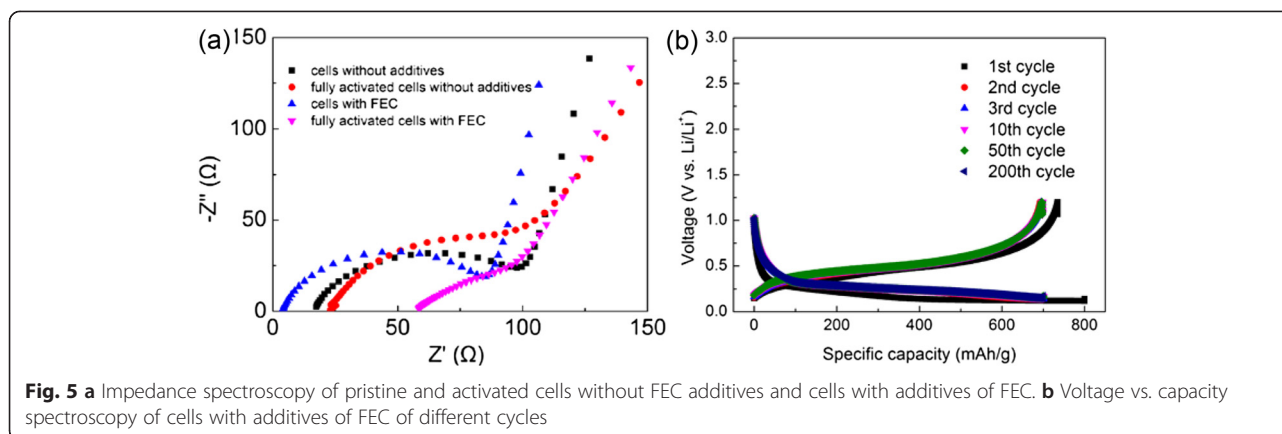 (a)
150
100
50
0
-Z'' (Ω)
cells without additives
fully activated cells without additives
cells with FEC
fully activated cells with FEC
0 50 100 150
Z' (Ω)
(b)
3.0
2.5
2.0
1.5
1.0
0.5
0.0
Voltage (V vs. Li/Li⁺)
1st cycle
2nd cycle
3rd cycle
10th cycle
50th cycle
200th cycle
0 200 400 600 800
Specific capacity (mAh/g)
Fig. 5 a Impedance spectroscopy of pristine and activated cells without FEC additives and cells with additives of FEC. b Voltage vs. capacity
spectroscopy of cells with additives of FEC of different cycles